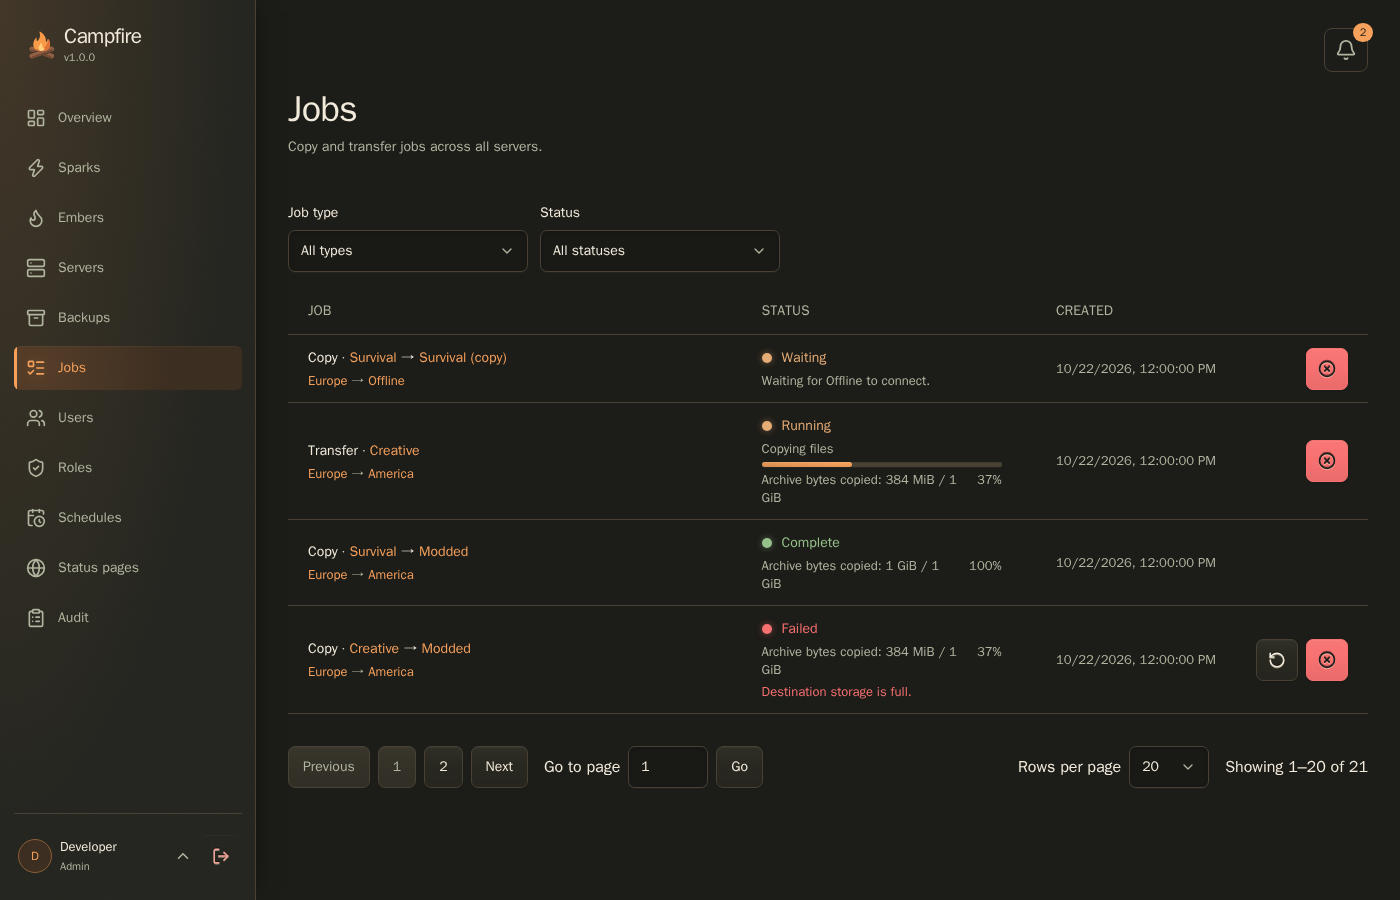 Campfire
v1.0.0
2
Overview
Sparks
Embers
Servers
Backups
Jobs
Users
Roles
Schedules
Status pages
Audit
D
Developer
Admin
Jobs
Copy and transfer jobs across all servers.
Job type
Status
All types
All statuses
JOB
STATUS
CREATED
Copy · Survival → Survival (copy)
Europe → Offline
Waiting
Waiting for Offline to connect.
10/22/2026, 12:00:00 PM
Transfer · Creative
Europe → America
Running
Copying files
Archive bytes copied: 384 MiB / 1 GiB
37%
10/22/2026, 12:00:00 PM
Copy · Survival → Modded
Europe → America
Complete
Archive bytes copied: 1 GiB / 1 GiB
100%
10/22/2026, 12:00:00 PM
Copy · Creative → Modded
Europe → America
Failed
Archive bytes copied: 384 MiB / 1 GiB
37%
Destination storage is full.
10/22/2026, 12:00:00 PM
Previous
1
2
Next
Go to page
1
Go
Rows per page
20
Showing 1–20 of 21